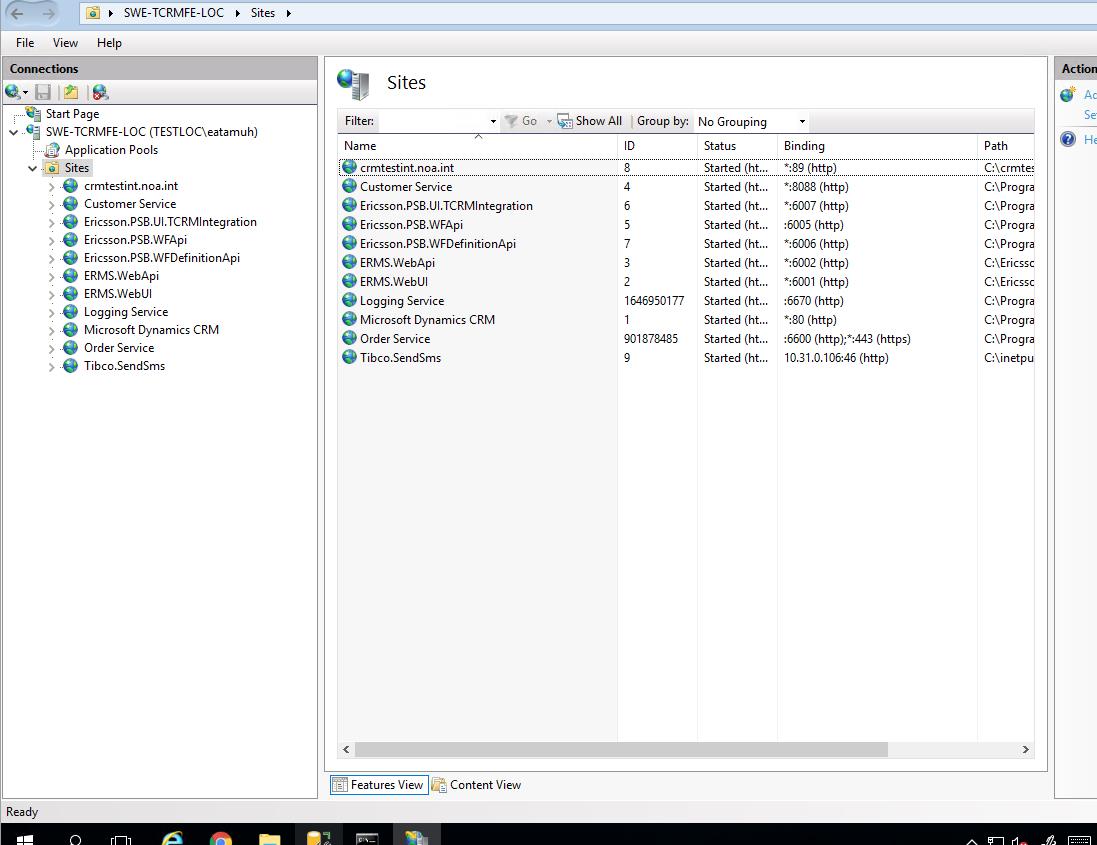 SWE-TCRMFE-LOC Sites
File View Help
Connections
Start Page
SWE-TCRMFE-LOC (TESTLOC\eatamuh)
Application Pools
Sites
crmtestint.noa.int
Customer Service
Ericsson.PSB.UI.TCRMIntegration
Ericsson.PSB.WFApi
Ericsson.PSB.WFDefinitionApi
ERMS.WebApi
ERMS.WebUI
Logging Service
Microsoft Dynamics CRM
Order Service
Tibco.SendSms
Sites
Filter: Go Show All Group by: No Grouping
Name ID Status Binding Path
crmtestint.noa.int 8 Started (ht... *:89 (http) C:\crmtes
Customer Service 4 Started (ht... *:8088 (http) C:\Progra
Ericsson.PSB.UI.TCRMIntegration 6 Started (ht... *:6007 (http) C:\Progra
Ericsson.PSB.WFApi 5 Started (ht... :6005 (http) C:\Progra
Ericsson.PSB.WFDefinitionApi 7 Started (ht... *:6006 (http) C:\Progra
ERMS.WebApi 3 Started (ht... *:6002 (http) C:\Ericsso
ERMS.WebUI 2 Started (ht... *:6001 (http) C:\Ericsso
Logging Service 1646950177 Started (ht... :6670 (http) C:\Progra
Microsoft Dynamics CRM 1 Started (ht... *:80 (http) C:\Progra
Order Service 901878485 Started (ht... :6600 (http);*:443 (https) C:\Progra
Tibco.SendSms 9 Started (ht... 10.31.0.106:46 (http) C:\inetpu
Features View Content View
Action
Ad
Se
He
Ready